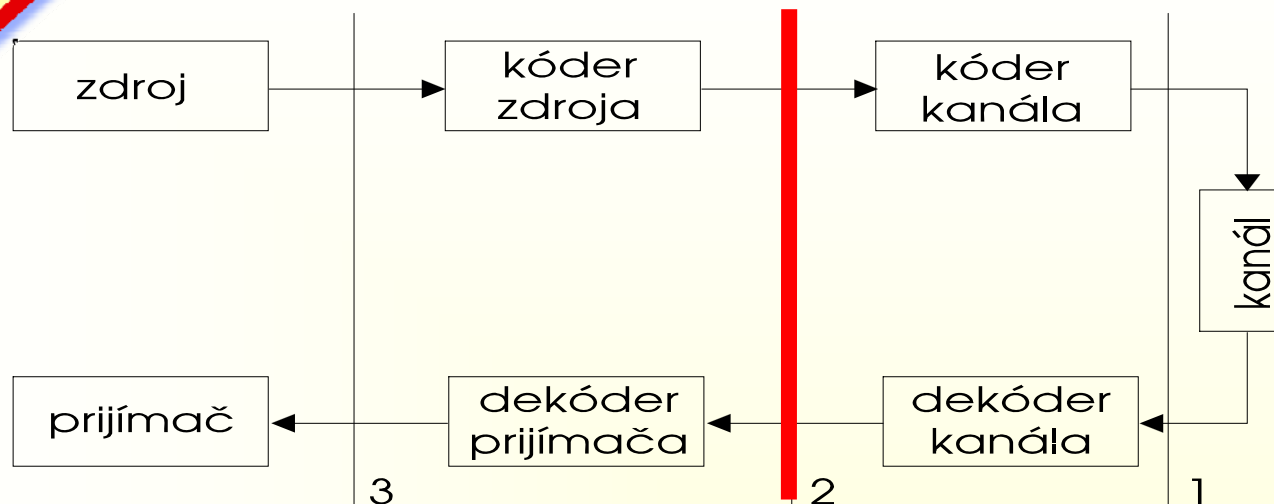 zdroj
kóder
zdroja
kóder
kanála
kanál
prijímač
dekóder
prijímača
dekóder
kanála
3
2
1